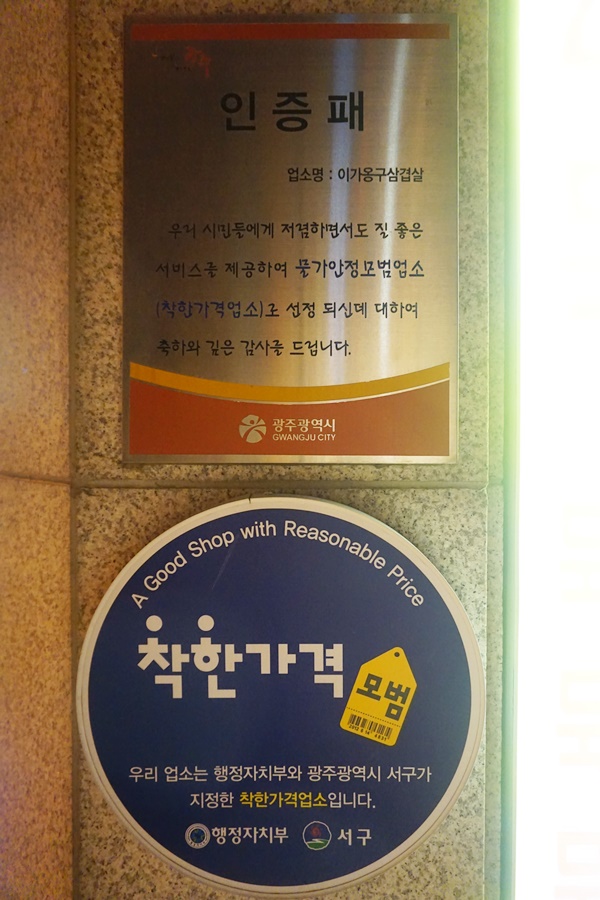 인증패
업소명 : 이가옹구삼겹살
우리 시민들에게 저렴하면서도 질 좋은
서비스를 제공하여 물가안정모범업소
(착한가격업소)로 선정 되신데 대하여
축하와 깊은 감사를 드립니다.
광주광역시
GWANGJU CITY
A Good Shop with Reasonable Price
착한가격
모범
우리 업소는 행정자치부와 광주광역시 서구가
지정한 착한가격업소입니다.
행정자치부 서구